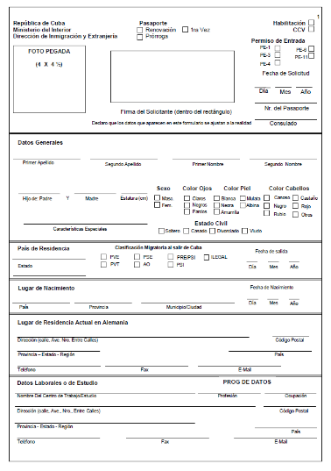 República de Cuba
Ministerio del Interior
Dirección de Inmigración y Extranjería
Pasaporte
Renovación 1ra Vez
Prórroga
Habilitación
CCV
Permiso de Entrada
PE-1 PE-6
PE-3 PE-11
PE-4
FOTO PEGADA
(4 X 4½)
Fecha de Solicitud
Día Mes Año
Nr. del Pasaporte
Consulado
Firma del Solicitante (dentro del rectángulo)
Declaro que los datos que aparecen en este formulario se ajustan a la realidad
Datos Generales
Primer Apellido Segundo Apellido Primer Nombre Segundo Nombre
Hijo de: Padre Y Madre Estatura (cm)
Sexo
Masc
Fem
Color Ojos
Claros
Negros
Pardos
Color Piel
Blanca Mulata
Negra Albina
Amarilla
Color Cabellos
Canoso Castaño
Negro Rojo
Rubio Otros
Características Especiales
Estado Civil
Soltero Casado Divorciado Viudo
País de Residencia
Estado
Clasificación Migratoria al salir de Cuba
PVE PSE PRE/PSI ILEGAL
PVT AO PSI
Fecha de salida
Día Mes Año
Lugar de Nacimiento
País Provincia Municipio/Ciudad
Fecha de Nacimiento
Día Mes Año
Lugar de Residencia Actual en Alemania
Dirección (calle, Ave. Nro., Entre Calles) Código Postal
Provincia - Estado - Región País
Teléfono Fax E-Mail
Datos Laborales o de Estudio PROG DE DATOS
Nombre Del Centro de Trabajo/Estudio Profesión Ocupación
Dirección (calle, Ave. Nro., Entre Calles) Código Postal
Provincia - Estado - Región País
Teléfono Fax E-Mail